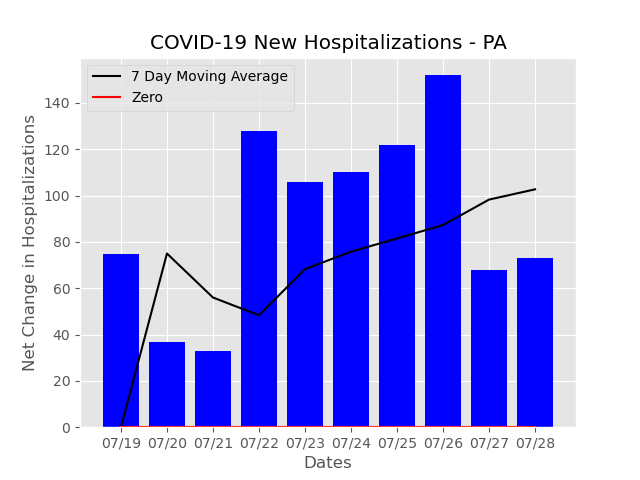 COVID-19 New Hospitalizations - PA
7 Day Moving Average
Zero
Net Change in Hospitalizations
140
120
100
80
60
40
20
0
07/19 07/20 07/21 07/22 07/23 07/24 07/25 07/26 07/27 07/28
Dates